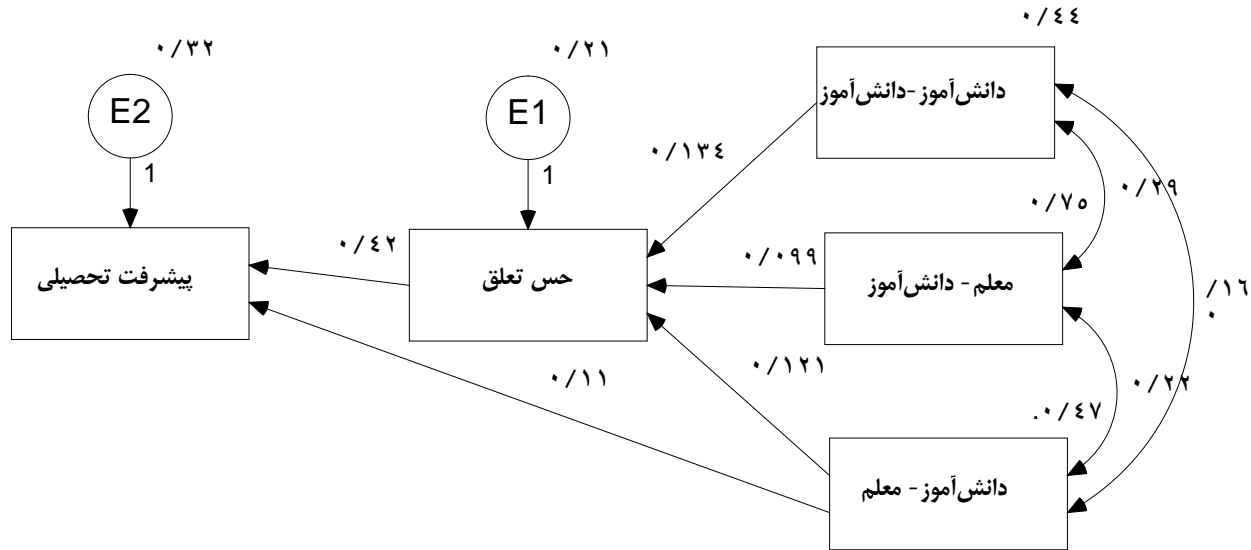 ۰/۴۴
۰/۲۱
۰/۳۲
E2
E1
دانش‌آموز -دانش‌آموز
1
1
۰/۱۳۴
۰/۲۹
۰/۷۵
پیشرفت تحصیلی
۰/۴۲
حس تعلق
۰/۰۹۹
معلم - دانش‌آموز
/۱۶
۰
۰/۱۱
۰/۱۲۱
۰/۲۲
.۰/۴۷
دانش‌آموز - معلم